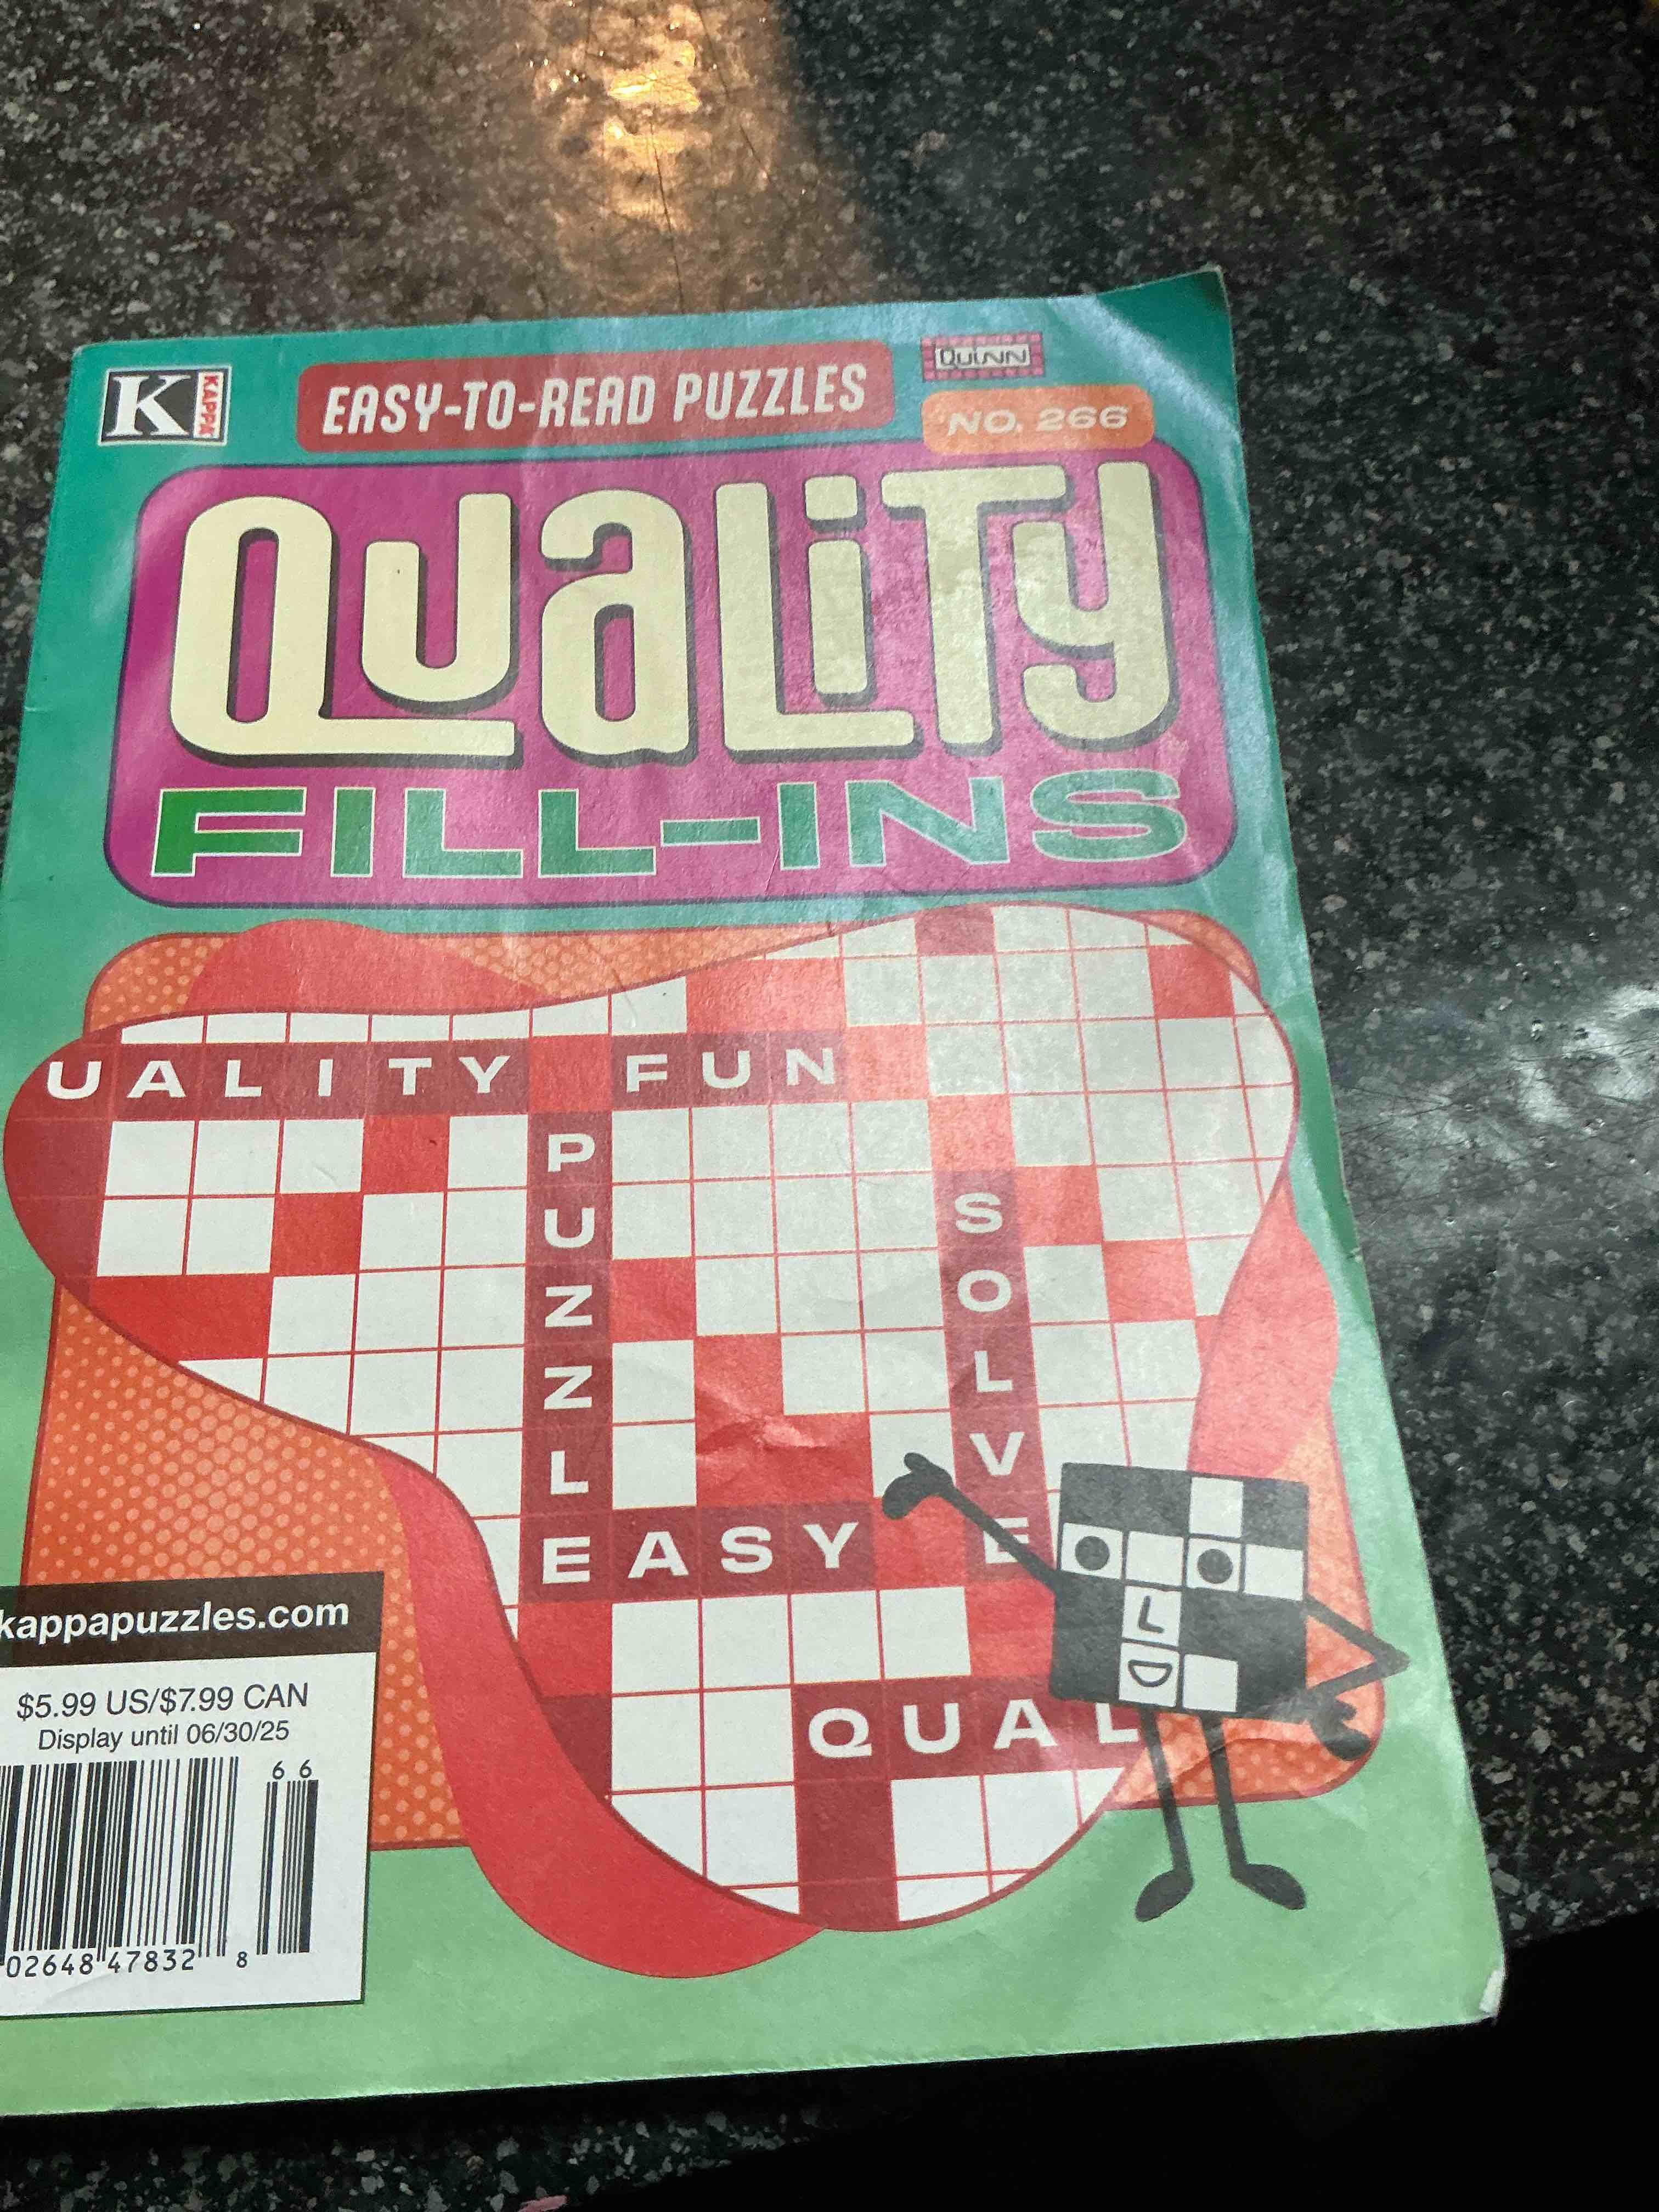 K KAPPA
EASY-TO-READ PUZZLES
QUINN
NO. 266
QUaLiTy
FILL-INS
UALITY FUN
PUZZLE
SOLVE
EASY
L
D
QUAL
kappapuzzles.com
$5.99 US/$7.99 CAN
Display until 06/30/25
66
02648 47832 8